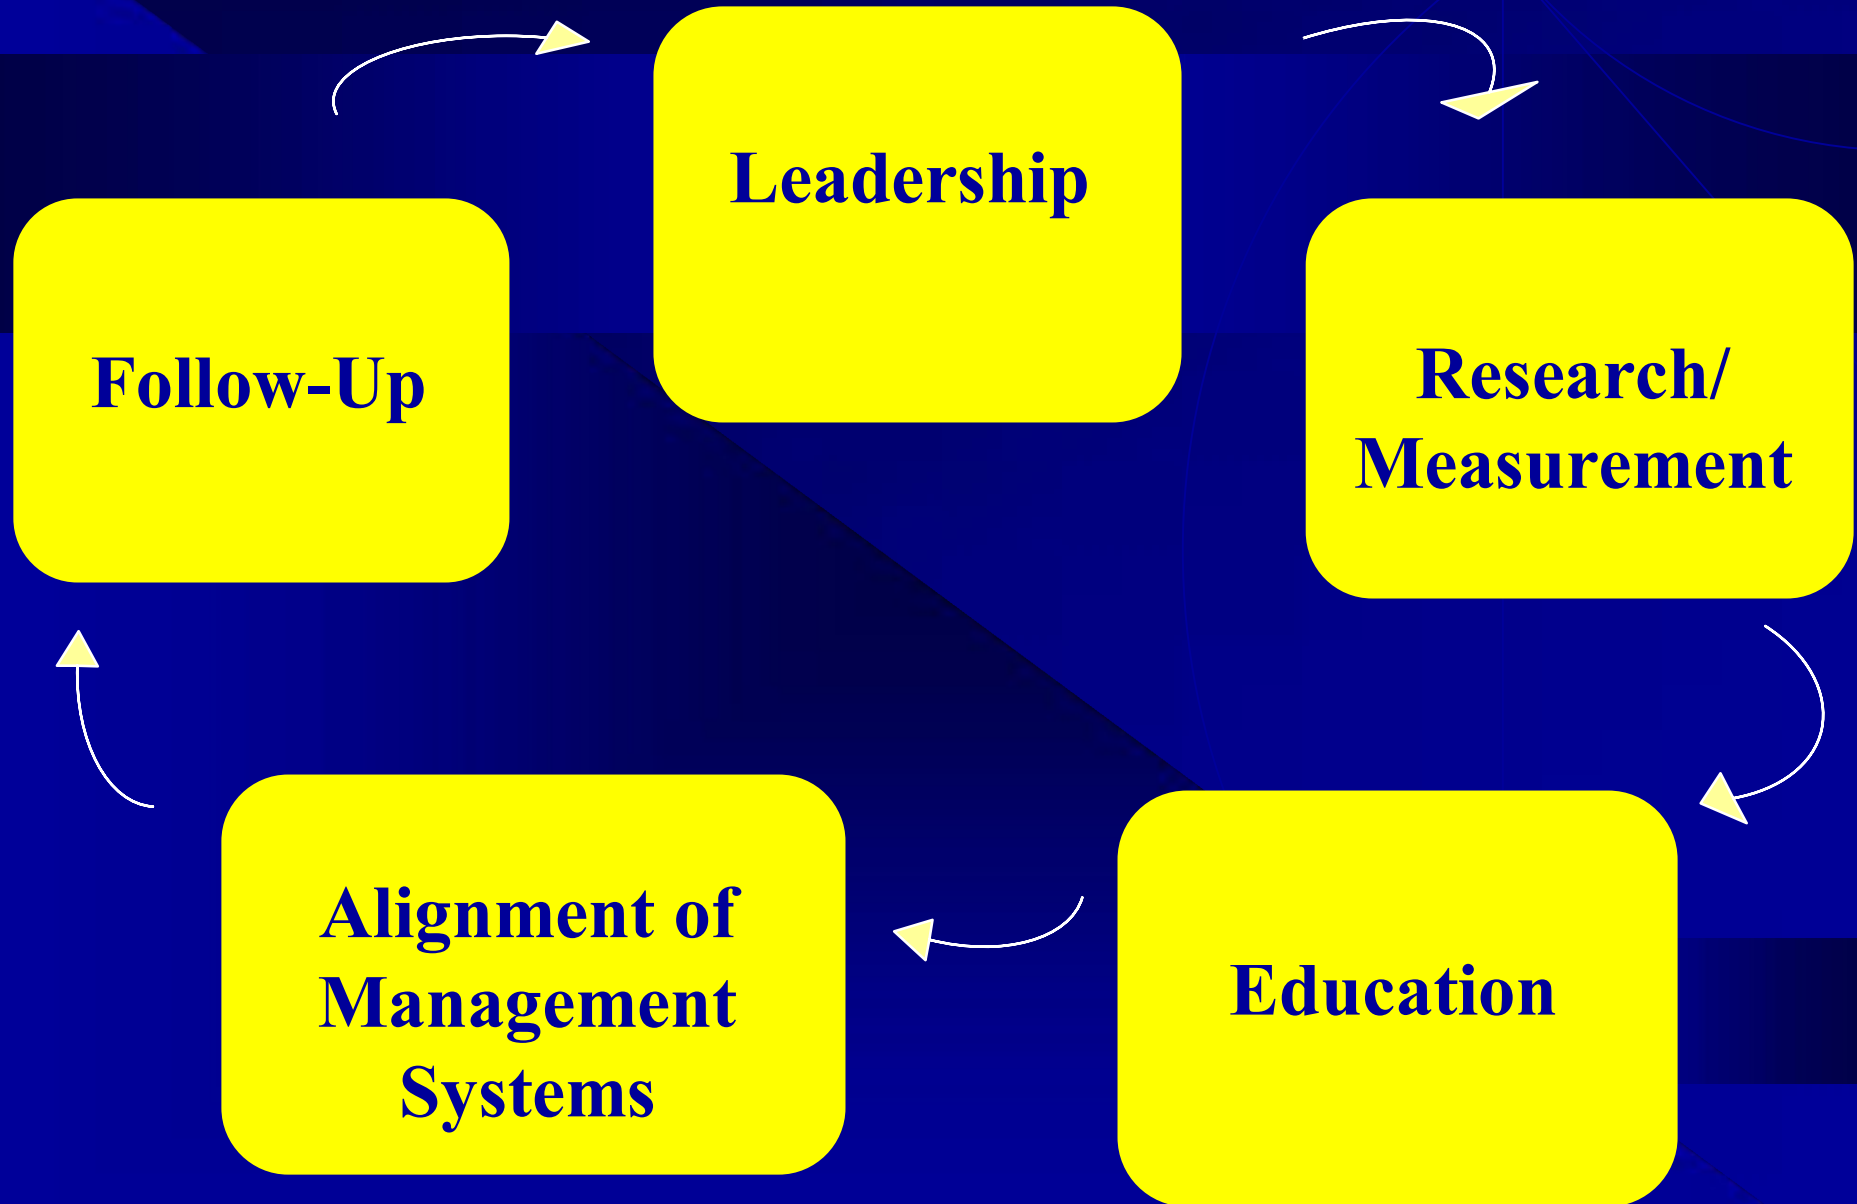 Leadership
Research/
Measurement
Education
Alignment of
Management
Systems
Follow-Up